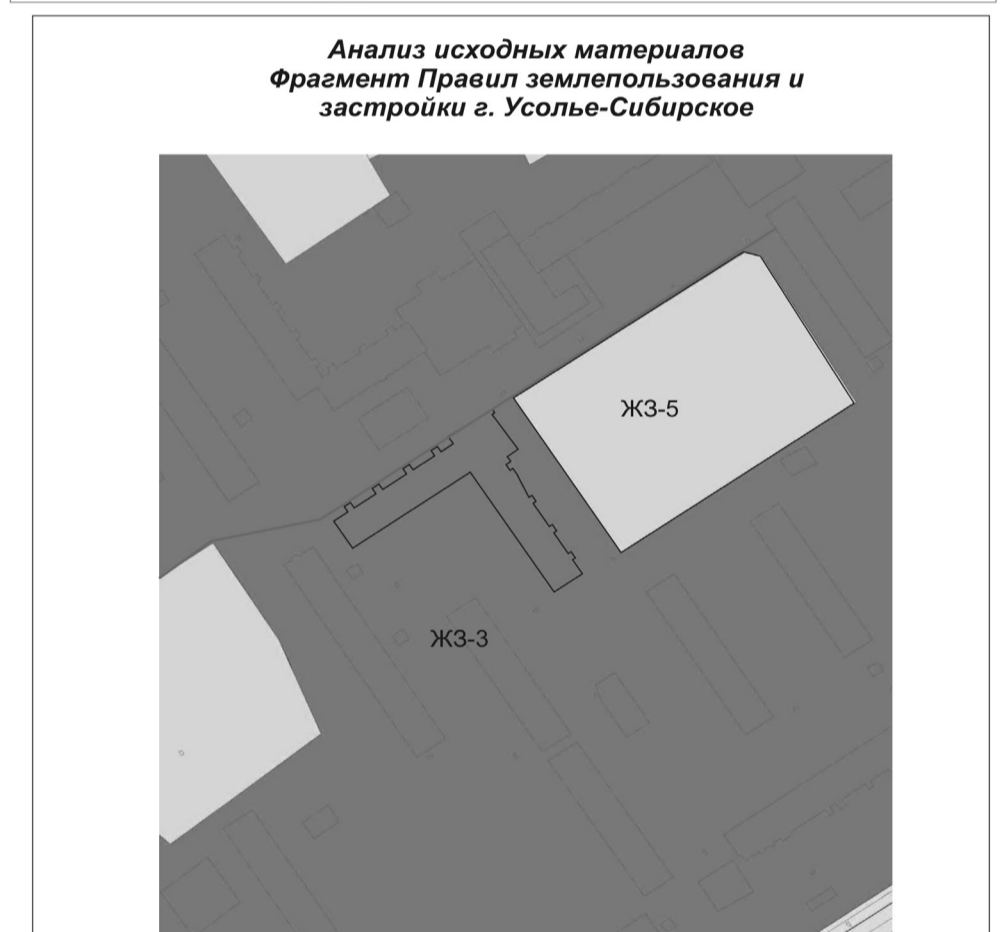 Анализ исходных материалов
Фрагмент Правил землепользования и
застройки г. Усолье-Сибирское
ЖЗ-5
ЖЗ-3